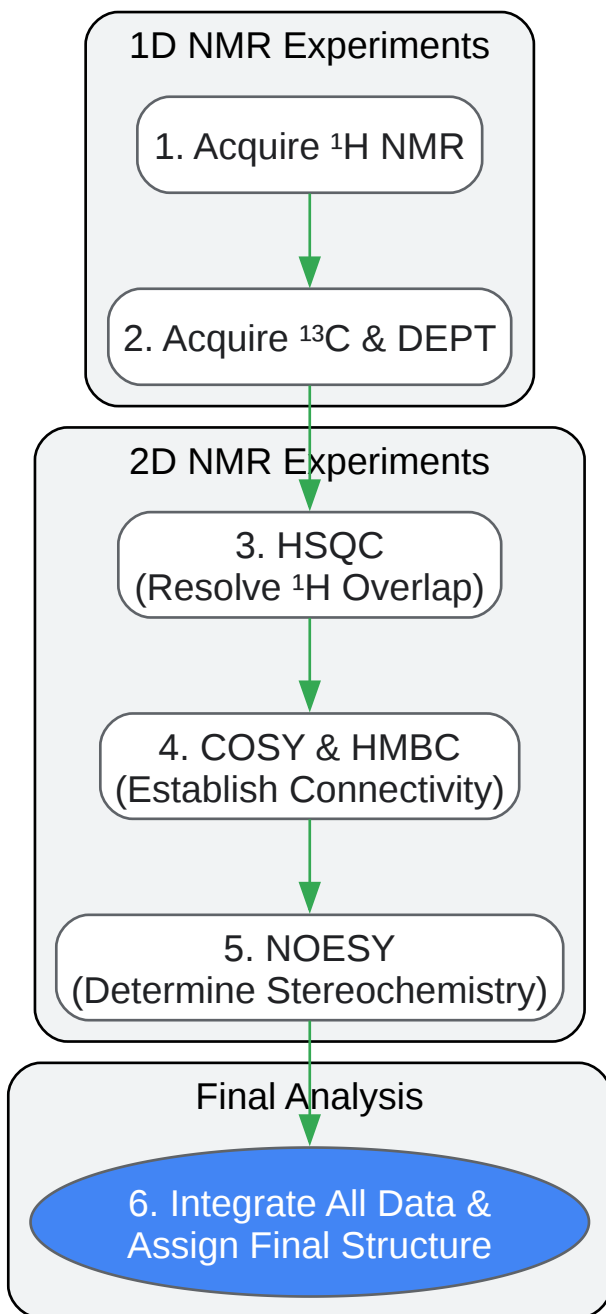 1D NMR Experiments
1. Acquire ¹H NMR
2. Acquire ¹³C & DEPT
2D NMR Experiments
3. HSQC
(Resolve ¹H Overlap)
4. COSY & HMBC
(Establish Connectivity)
5. NOESY
(Determine Stereochemistry)
Final Analysis
6. Integrate All Data &
Assign Final Structure